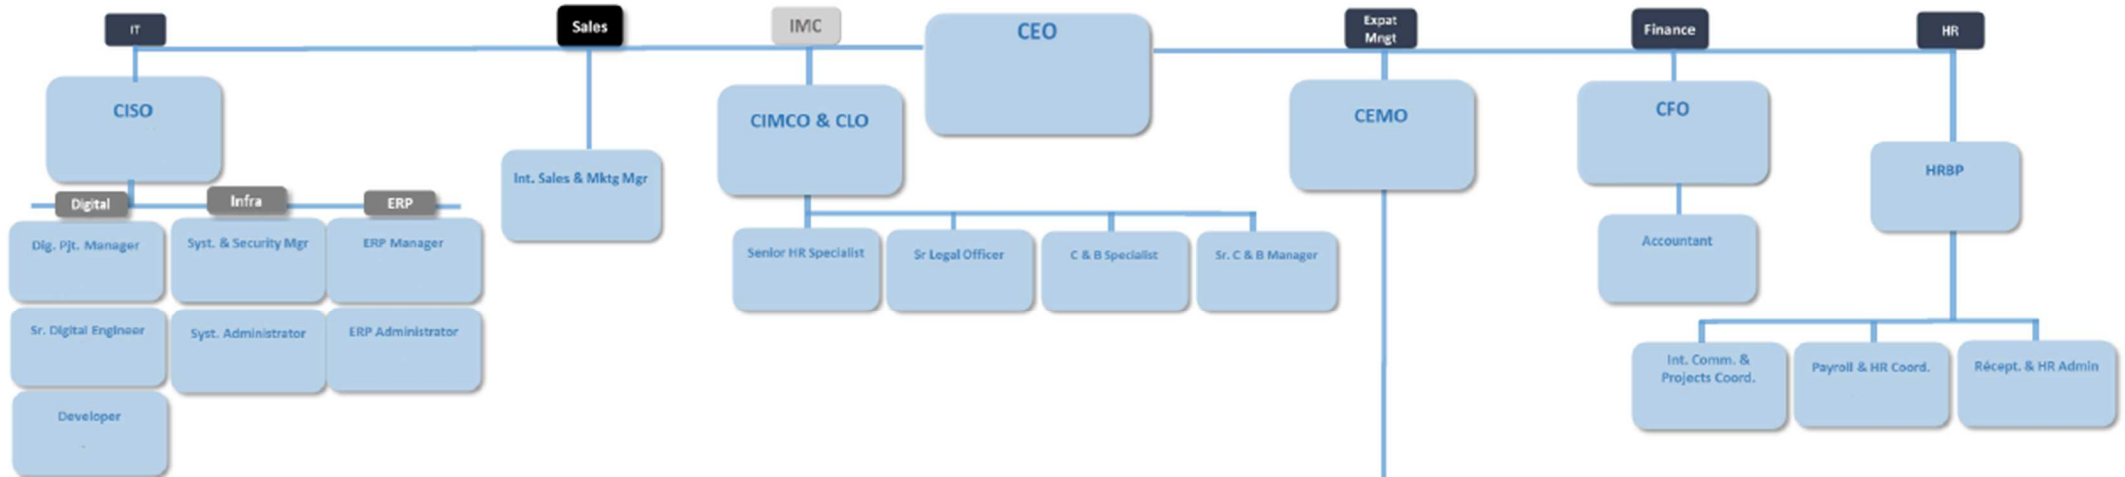 IT
Sales
IMC
CEO
Expat
Mngt
Finance
HR
CISO
CIMCO & CLO
CEMO
CFO
HRBP
Int. Sales & Mktg Mgr
Digital
Infra
ERP
Dig. Pjt. Manager
Syst. & Security Mgr
ERP Manager
Senior HR Specialist
Sr Legal Officer
C & B Specialist
Sr. C & B Manager
Accountant
Sr. Digital Engineer
Syst. Administrator
ERP Administrator
Int. Comm. &
Projects Coord.
Payroll & HR Coord.
Récept. & HR Admin
Developer